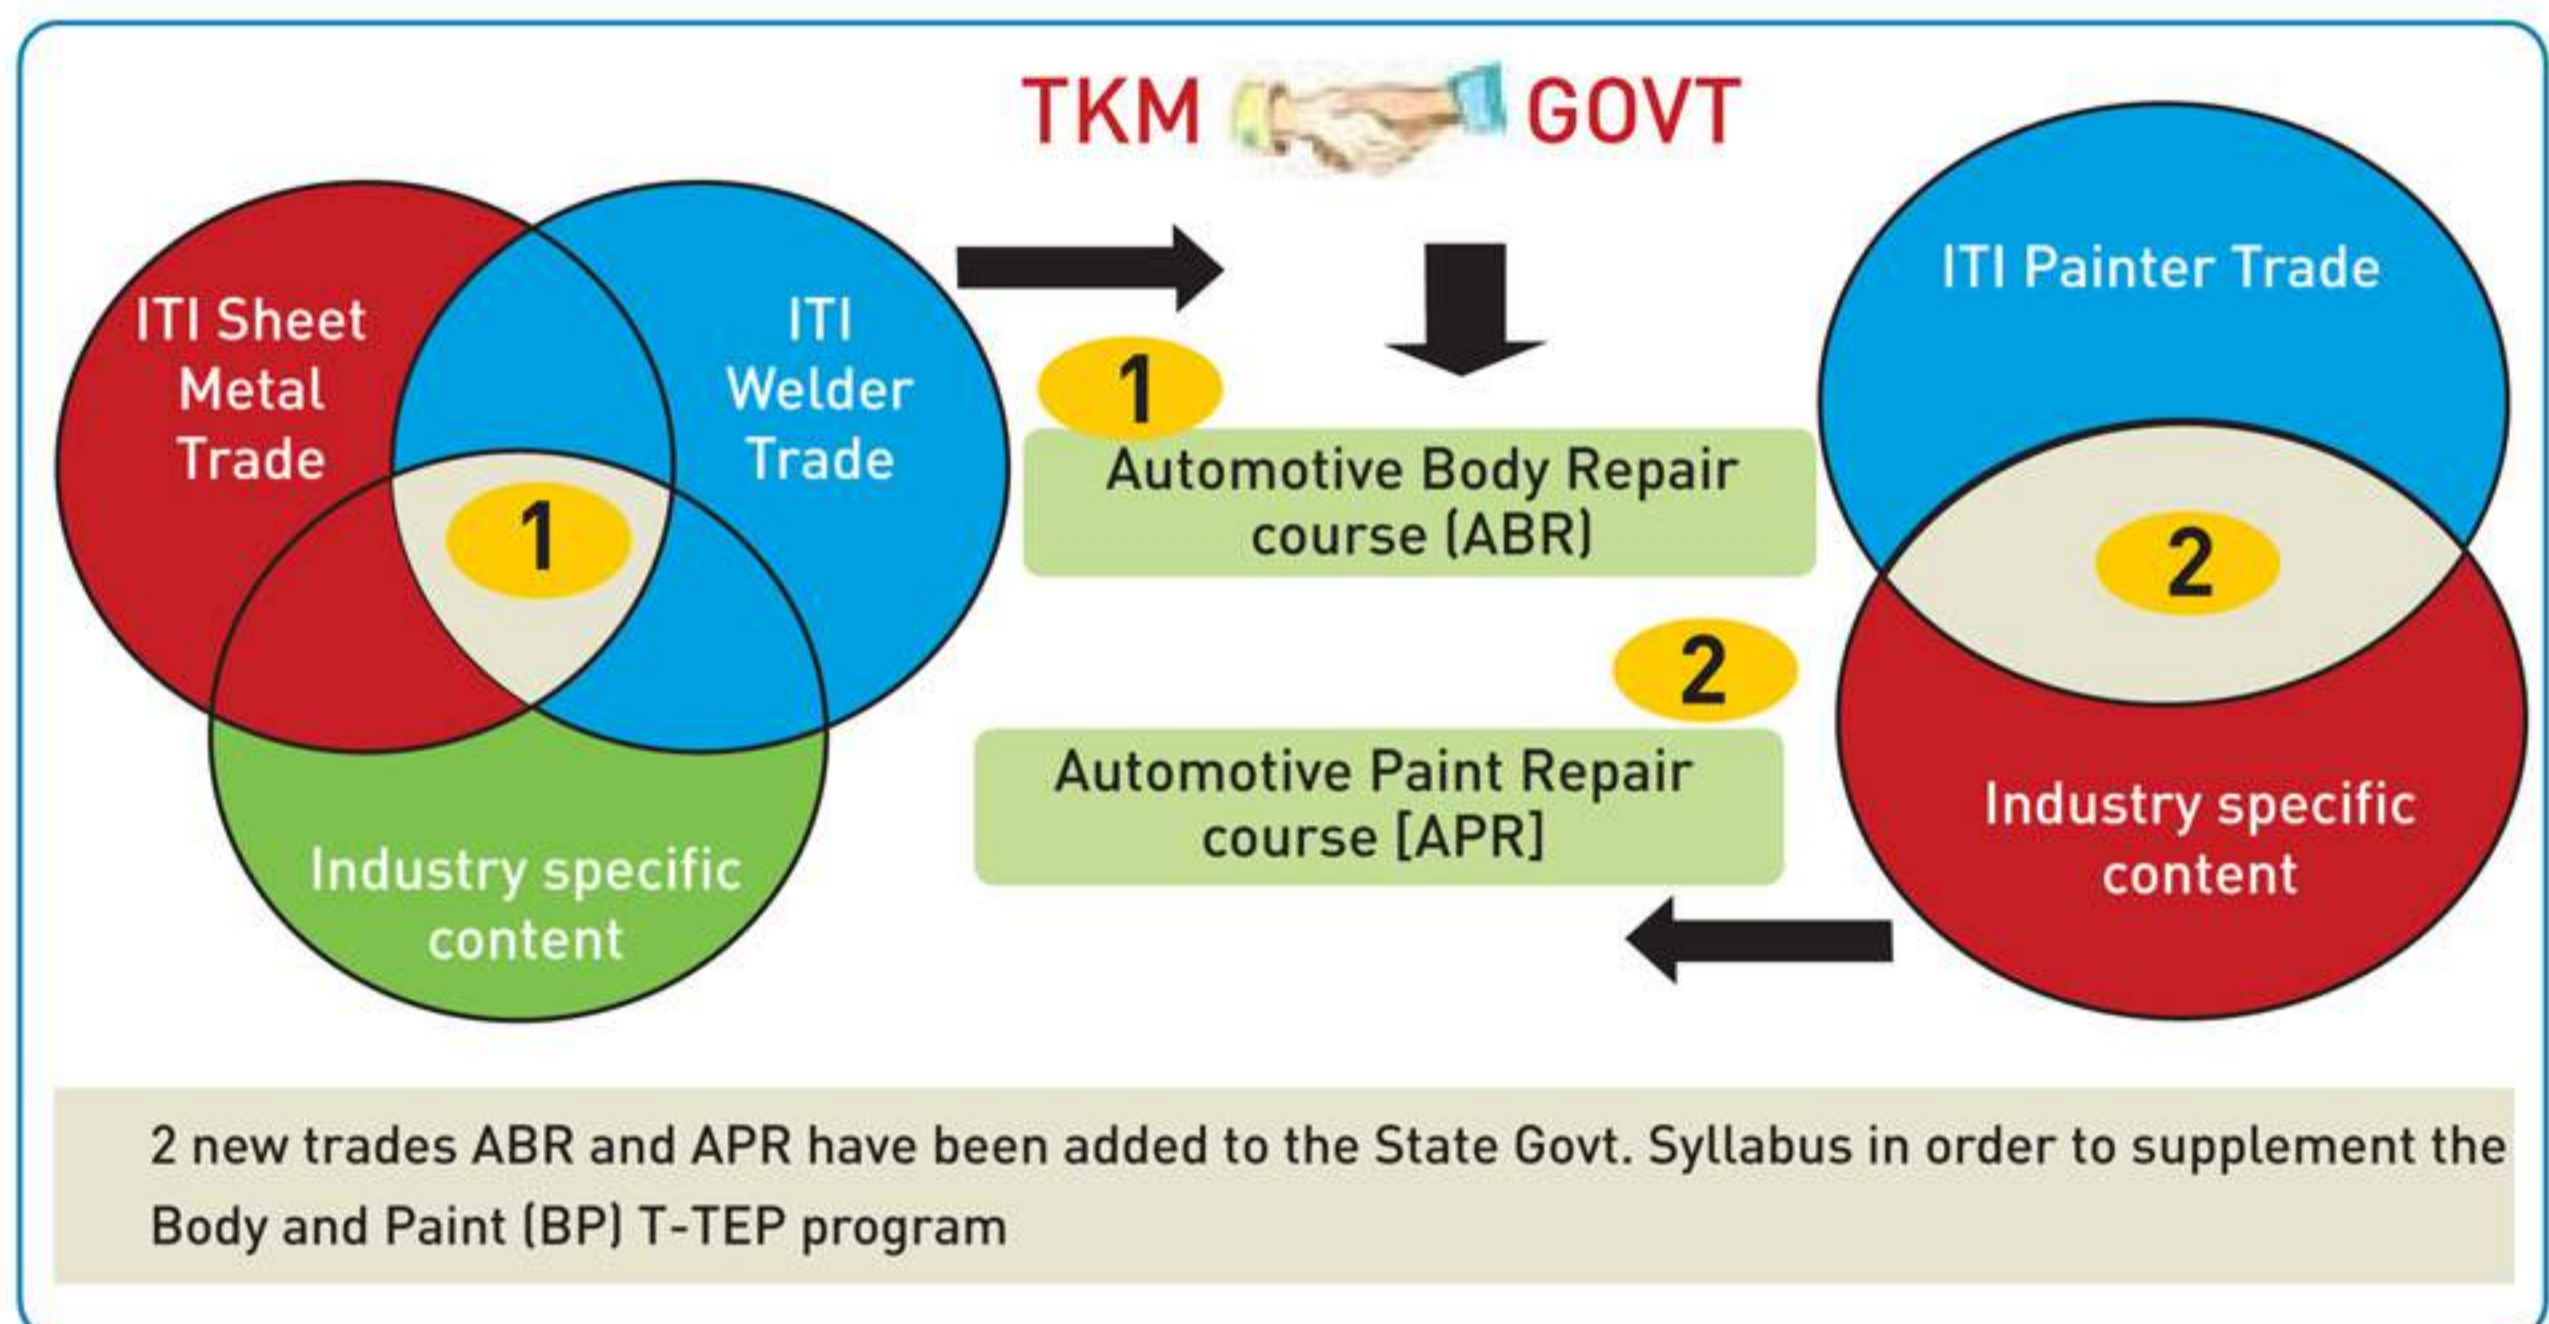 TKM GOVT
ITI Sheet
Metal
Trade
ITI
Welder
Trade
1
Industry specific
content
1
Automotive Body Repair
course (ABR)
2
Automotive Paint Repair
course [APR]
ITI Painter Trade
2
Industry specific
content
2 new trades ABR and APR have been added to the State Govt. Syllabus in order to supplement the
Body and Paint (BP) T-TEP program